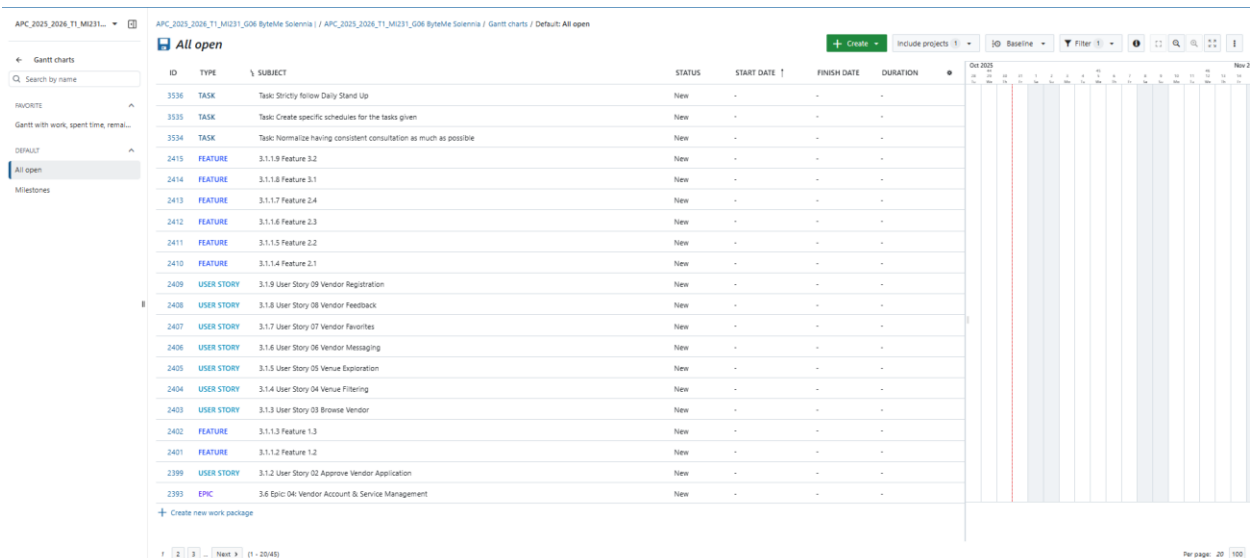 APC_2025_2026_T1_MI231...
APC_2025_2026_T1_MI231_G06 ByteMe Solennia | / APC_2025_2026_T1_MI231_G06 ByteMe Solennia / Gantt charts / Default: All open
All open
+ Create
Include projects 1
Baseline
Filter 1
Gantt charts
Search by name
FAVORITE
Gantt with work, spent time, remai...
DEFAULT
All open
Milestones
ID TYPE SUBJECT STATUS START DATE ↑ FINISH DATE DURATION
Oct 2025
Nov 2
3536 TASK Task: Strictly follow Daily Stand Up New - - -
3535 TASK Task: Create specific schedules for the tasks given New - - -
3534 TASK Task: Normalize having consistent consultation as much as possible New - - -
2415 FEATURE 3.1.1.9 Feature 3.2 New - - -
2414 FEATURE 3.1.1.8 Feature 3.1 New - - -
2413 FEATURE 3.1.1.7 Feature 2.4 New - - -
2412 FEATURE 3.1.1.6 Feature 2.3 New - - -
2411 FEATURE 3.1.1.5 Feature 2.2 New - - -
2410 FEATURE 3.1.1.4 Feature 2.1 New - - -
2409 USER STORY 3.1.9 User Story 09 Vendor Registration New - - -
2408 USER STORY 3.1.8 User Story 08 Vendor Feedback New - - -
2407 USER STORY 3.1.7 User Story 07 Vendor Favorites New - - -
2406 USER STORY 3.1.6 User Story 06 Vendor Messaging New - - -
2405 USER STORY 3.1.5 User Story 05 Venue Exploration New - - -
2404 USER STORY 3.1.4 User Story 04 Venue Filtering New - - -
2403 USER STORY 3.1.3 User Story 03 Browse Vendor New - - -
2402 FEATURE 3.1.1.3 Feature 1.3 New - - -
2401 FEATURE 3.1.1.2 Feature 1.2 New - - -
2399 USER STORY 3.1.2 User Story 02 Approve Vendor Application New - - -
2393 EPIC 3.6 Epic: 04: Vendor Account & Service Management New - - -
+ Create new work package
1 2 3 ... Next (1 - 20/45)
Per page: 20 100